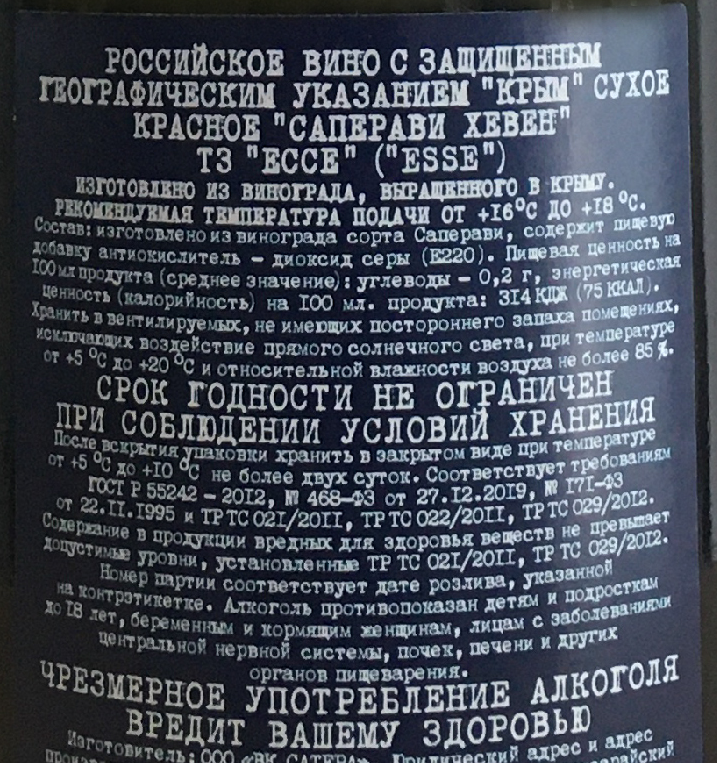 РОССИЙСКОЕ ВИНО С ЗАЩИЩЕННЫМ
ГЕОГРАФИЧЕСКИМ УКАЗАНИЕМ "КРЫМ" СУХОЕ
КРАСНОЕ "САПЕРАВИ ХЕВЕН"
ТЗ "ЕССЕ" ("ESSE")
ИЗГОТОВЛЕНО ИЗ ВИНОГРАДА, ВЫРАЩЕННОГО В КРЫМУ.
РЕКОМЕНДУЕМАЯ ТЕМПЕРАТУРА ПОДАЧИ ОТ +16°С ДО +18 °С.
Состав: изготовлено из винограда сорта Саперави, содержит пищевую
добавку антиокислитель – диоксид серы (Е220). Пищевая ценность на
100 мл продукта (среднее значение): углеводы – 0,2 г, энергетическая
ценность (калорийность) на 100 мл. продукта: 314 КДЖ (75 ККАЛ).
Хранить в вентилируемых, не имеющих постороннего запаха помещениях,
исключающих воздействие прямого солнечного света, при температуре
от +5 °С до +20 °С и относительной влажности воздуха не более 85 %.
СРОК ГОДНОСТИ НЕ ОГРАНИЧЕН
ПРИ СОБЛЮДЕНИИ УСЛОВИЙ ХРАНЕНИЯ
После вскрытия упаковки хранить в закрытом виде при температуре
от +5 °С до +10 °С не более двух суток. Соответствует требованиям
ГОСТ Р 55242 – 2012, № 468-ФЗ от 27.12.2019, № 171-ФЗ
от 22.11.1995 и ТР ТС 021/2011, ТР ТС 022/2011, ТР ТС 029/2012.
Содержание в продукции вредных для здоровья веществ не превышает
допустимые уровни, установленные ТР ТС 021/2011, ТР ТС 029/2012.
Номер партии соответствует дате розлива, указанной
на контрэтикетке. Алкоголь противопоказан детям и подросткам
до 18 лет, беременным и кормящим женщинам, лицам с заболеваниями
центральной нервной системы, почек, печени и других
органов пищеварения.
ЧРЕЗМЕРНОЕ УПОТРЕБЛЕНИЕ АЛКОГОЛЯ
ВРЕДИТ ВАШЕМУ ЗДОРОВЬЮ
Изготовитель: ООО «ВК САТЕРА». Юридический адрес и адрес